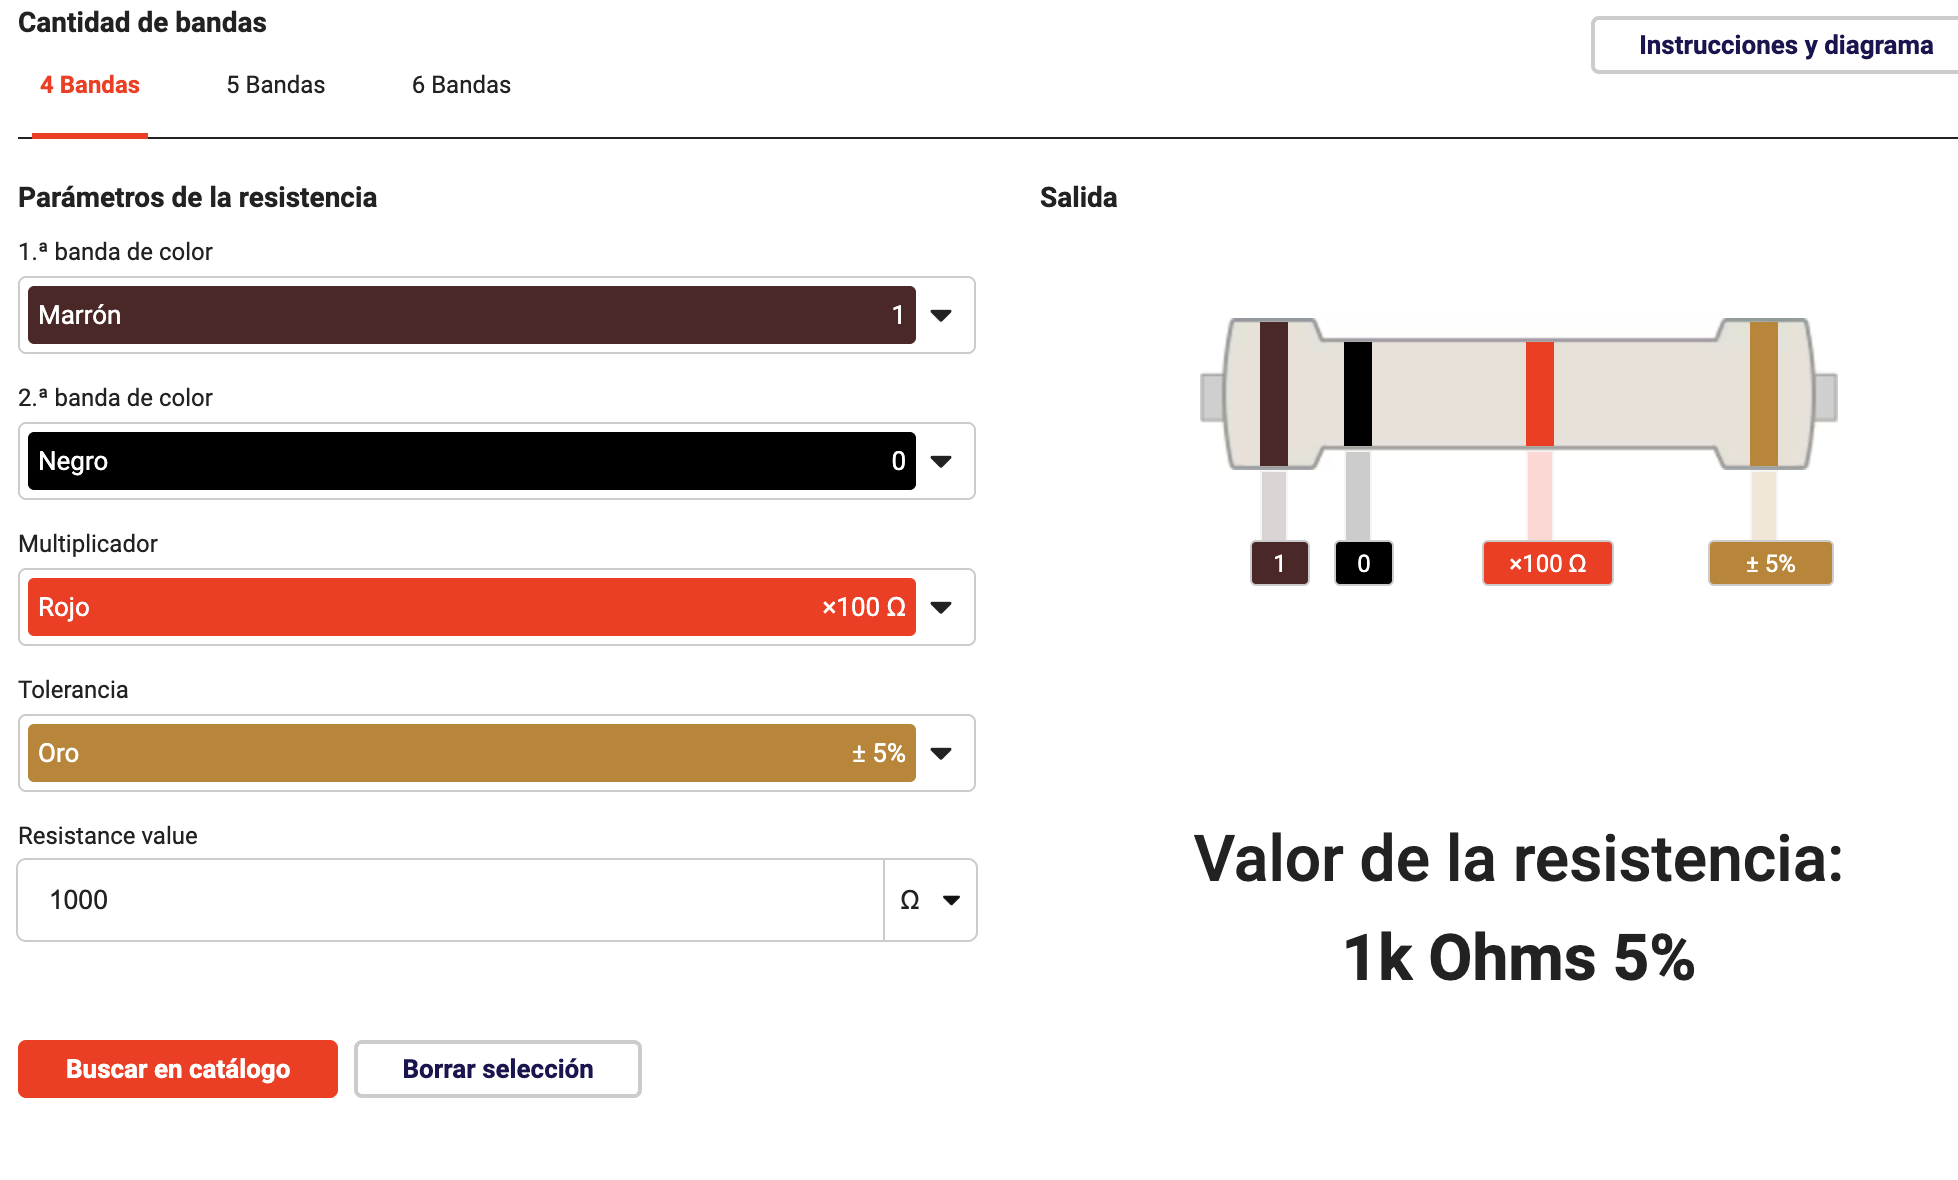 Cantidad de bandas
Instrucciones y diagrama
4 Bandas
5 Bandas
6 Bandas
Parámetros de la resistencia
1.ª banda de color
Marrón 1
2.ª banda de color
Negro 0
Multiplicador
Rojo ×100 Ω
Tolerancia
Oro ± 5%
Resistance value
1000 Ω
Buscar en catálogo
Borrar selección
Salida
1
0
×100 Ω
± 5%
Valor de la resistencia:
1k Ohms 5%